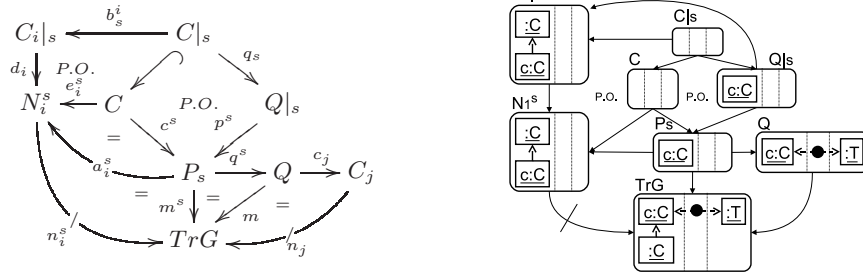 b_s^i
C_i|_s C|_s
d_i P.O. q_s
e_i^s
N_i^s C P.O. Q|_s
= c^s p^s
a_i^s P_s q^s Q c_j C_j
= m^s = m =
n_i^s TrG n_j
:C C|s
c:C C Q|s
c:C
P.O. P.O.
N1^s
:C Ps Q
c:C c:C c:C :T
TrG
c:C :T
:C